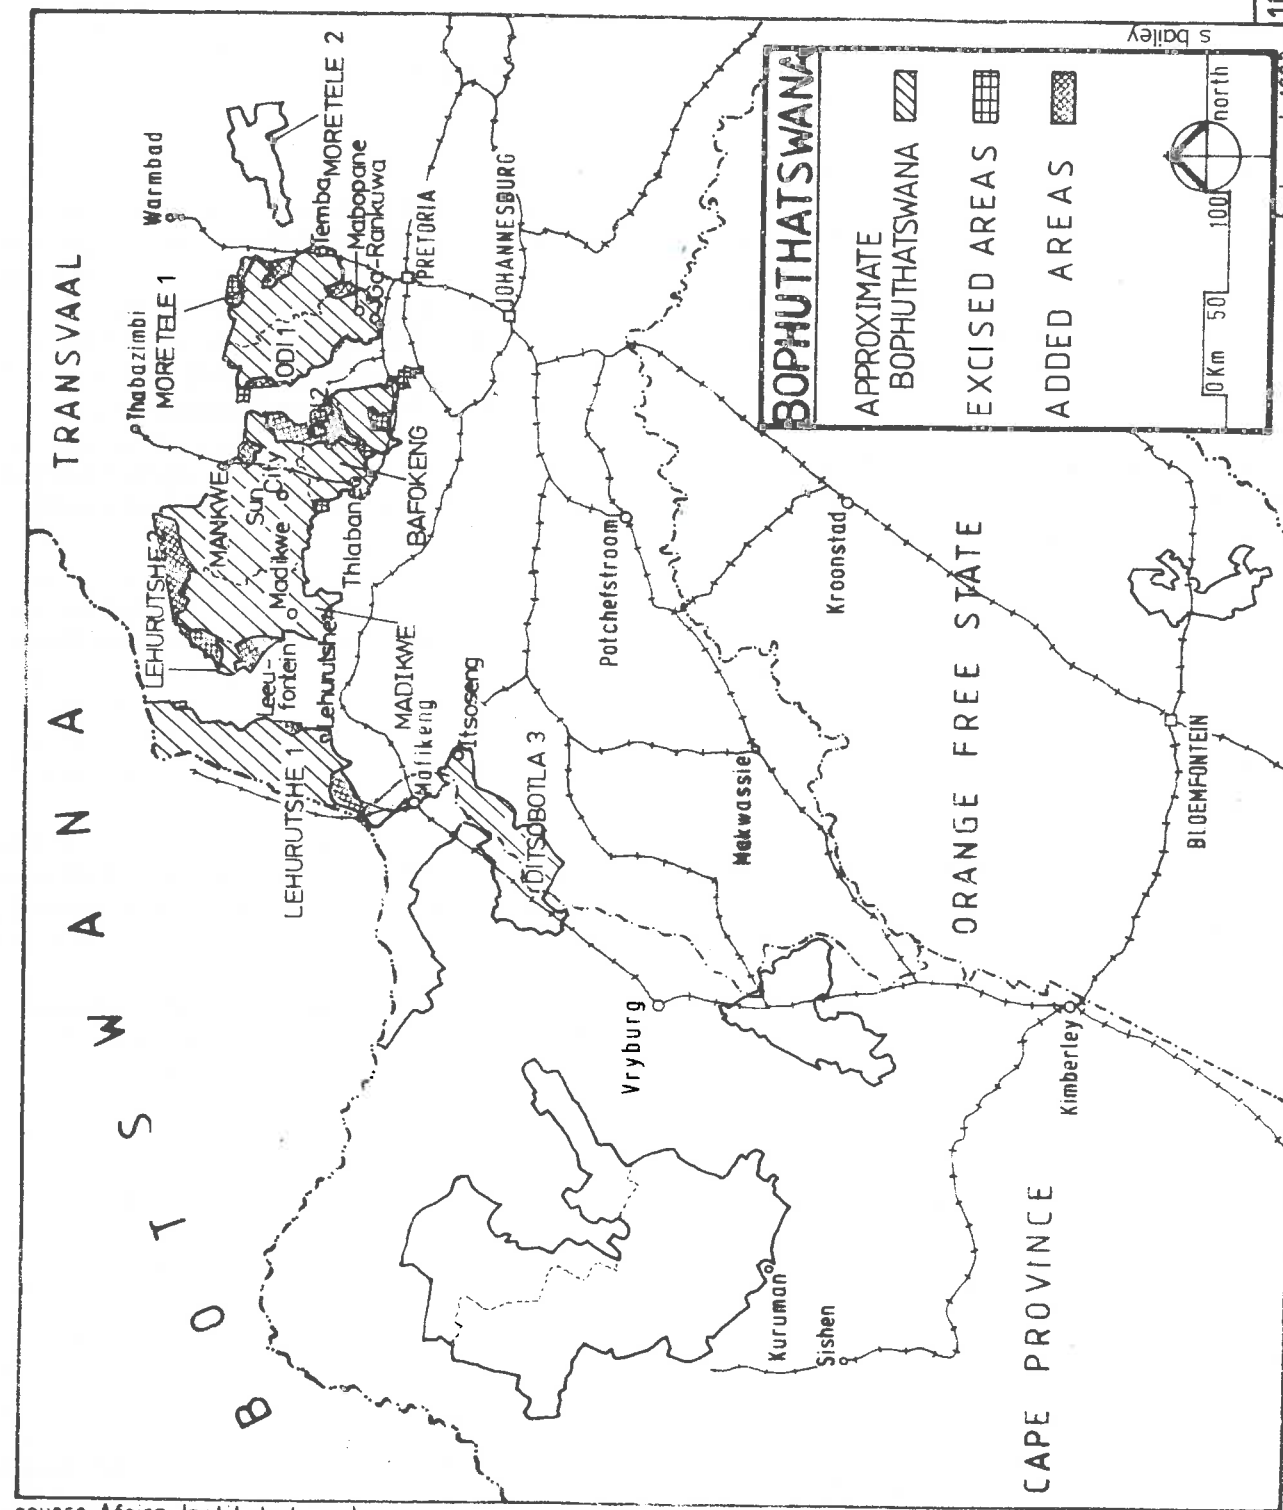 TRANSVAAL
BOTSWANA
Thabazimbi
Warmbad
MORETELE 1
MORETELE 2
Temba
Mabopane
Ga-Rankuwa
ODI 1
PRETORIA
JOHANNESBURG
LEHURUTSHE 2
MANKWE
Sun
City
Madikwe
Thlabane
BAFOKENG
Leeu-
fontein
Lehurutshe
MADIKWE
LEHURUTSHE 1
Mafikeng
Itsoseng
DITSOBOTLA 3
Potchefstroom
Makwassie
Vryburg
Kroonstad
ORANGE FREE STATE
BLOEMFONTEIN
Kimberley
Kuruman
Sishen
CAPE PROVINCE
BOPHUTHATSWANA
APPROXIMATE
BOPHUTHATSWANA
EXCISED AREAS
ADDED AREAS
0 Km 50 100
north
s bailey